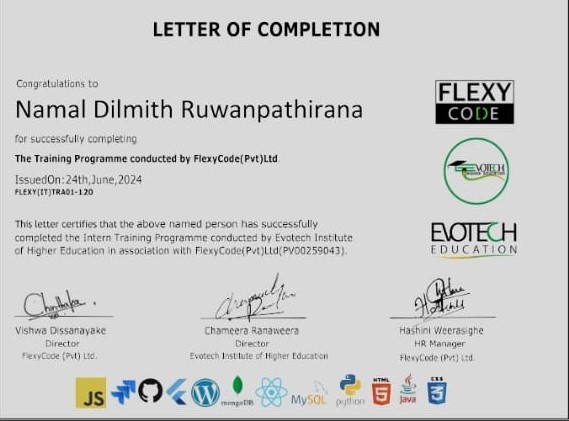 LETTER OF COMPLETION
Congratulations to
Namal Dilmith Ruwanpathirana
for successfully completing
The Training Programme conducted by FlexyCode(Pvt)Ltd.
IssuedOn:24th,June,2024
FLEXY(IT)TRA01-120
This letter certifies that the above named person has successfully
completed the Intern Training Programme conducted by Evotech Institute
of Higher Education in association with FlexyCode(Pvt)Ltd(PV00259043).
FLEXY
CODE
EVOTECH
EVOTECH
EDUCATION
Vishwa Dissanayake
Director
FlexyCode (Pvt) Ltd.
Chameera Ranaweera
Director
Evotech Institute of Higher Education
Hashini Weerasighe
HR Manager
FlexyCode (Pvt) Ltd.
JS
mongoDB
MySQL
python
HTML
5
Java
CSS
3